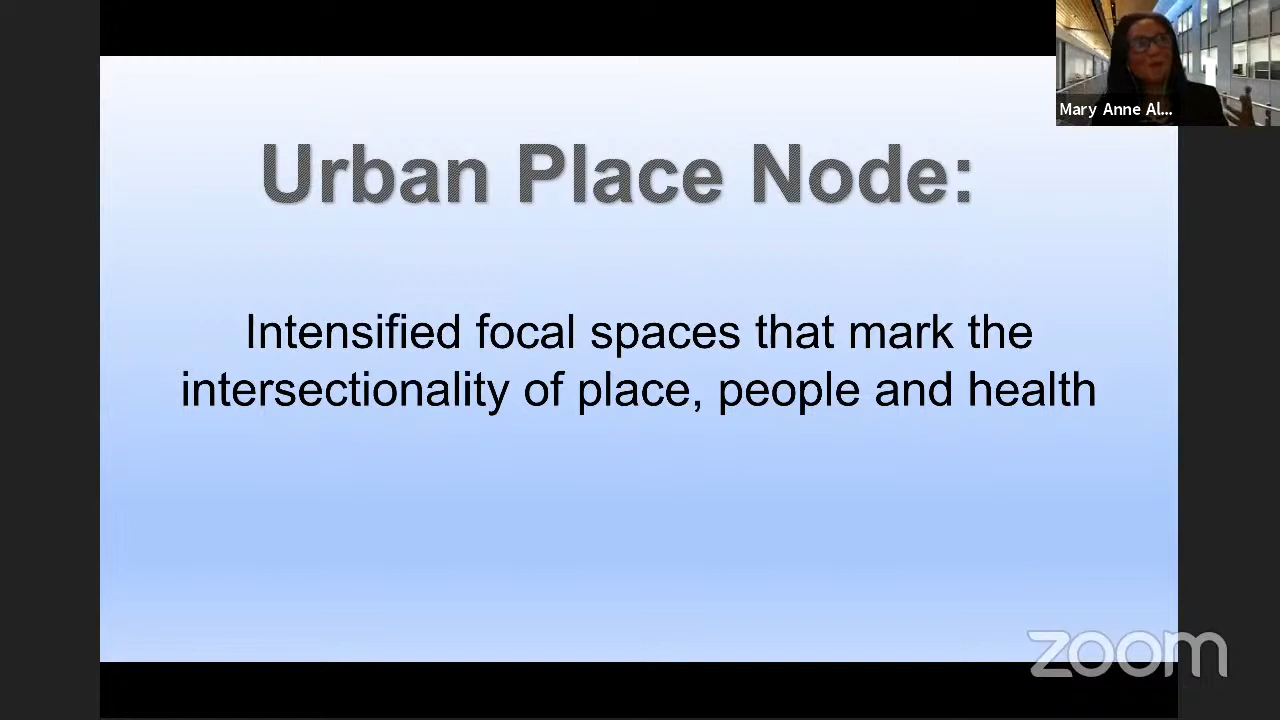 Mary Anne Al...
Urban Place Node:
Intensified focal spaces that mark the
intersectionality of place, people and health
zoom